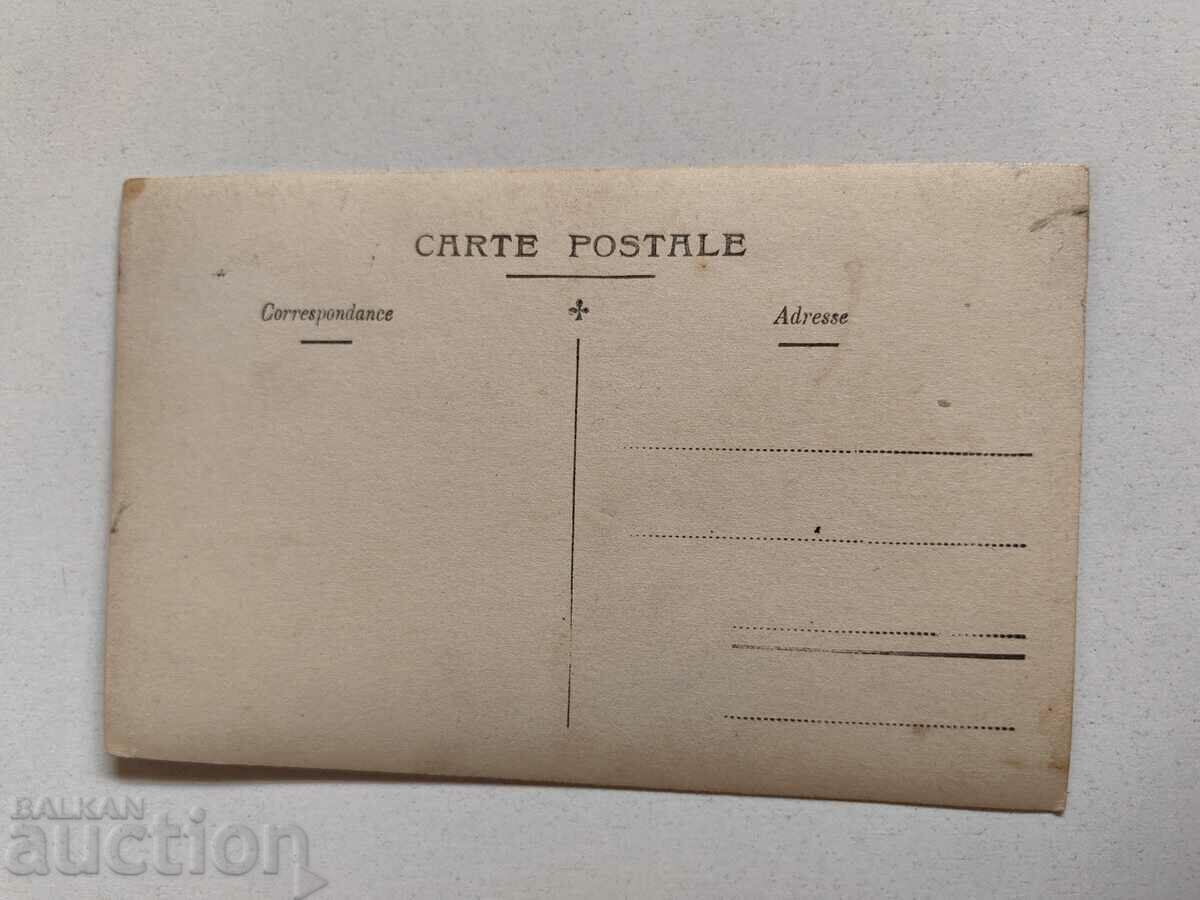 CARTE POSTALE
Correspondance
Adresse
BALKAN
auction